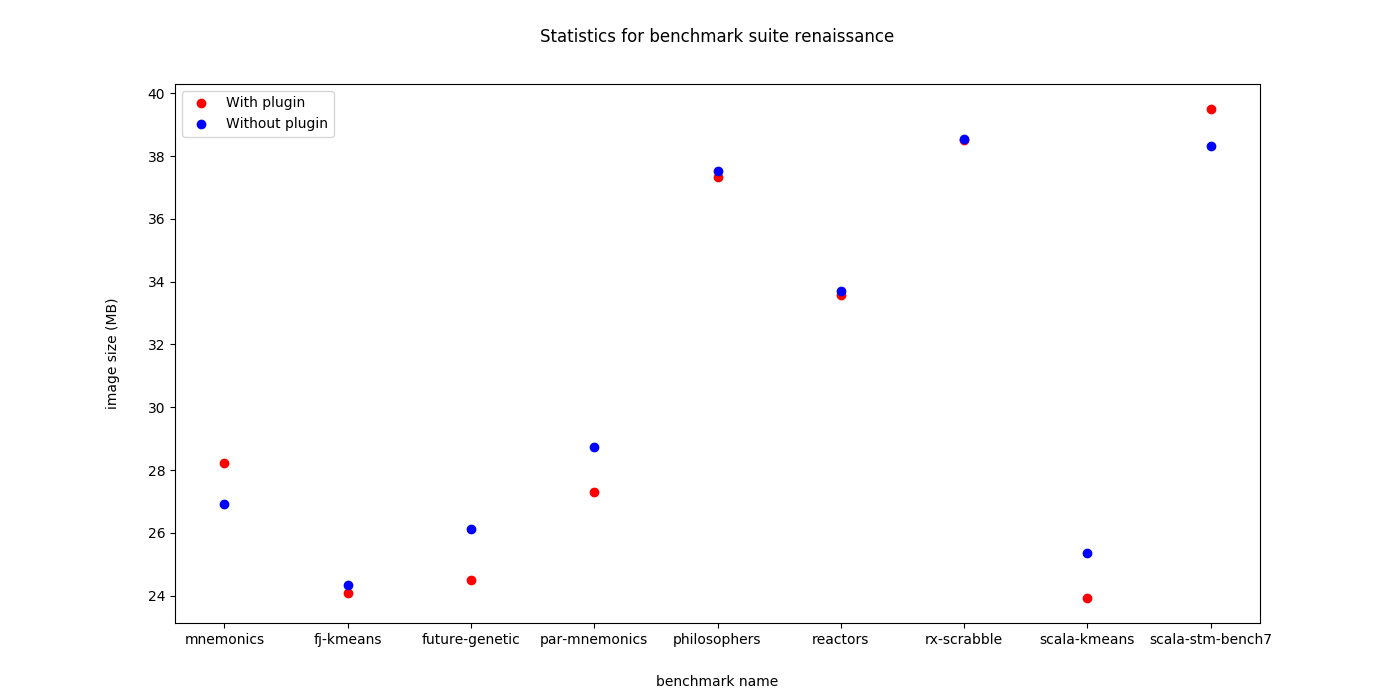 Statistics for benchmark suite renaissance
With plugin
Without plugin
40
38
36
34
32
30
28
26
24
image size (MB)
mnemonics fj-kmeans future-genetic par-mnemonics philosophers reactors rx-scrabble scala-kmeans scala-stm-bench7
benchmark name